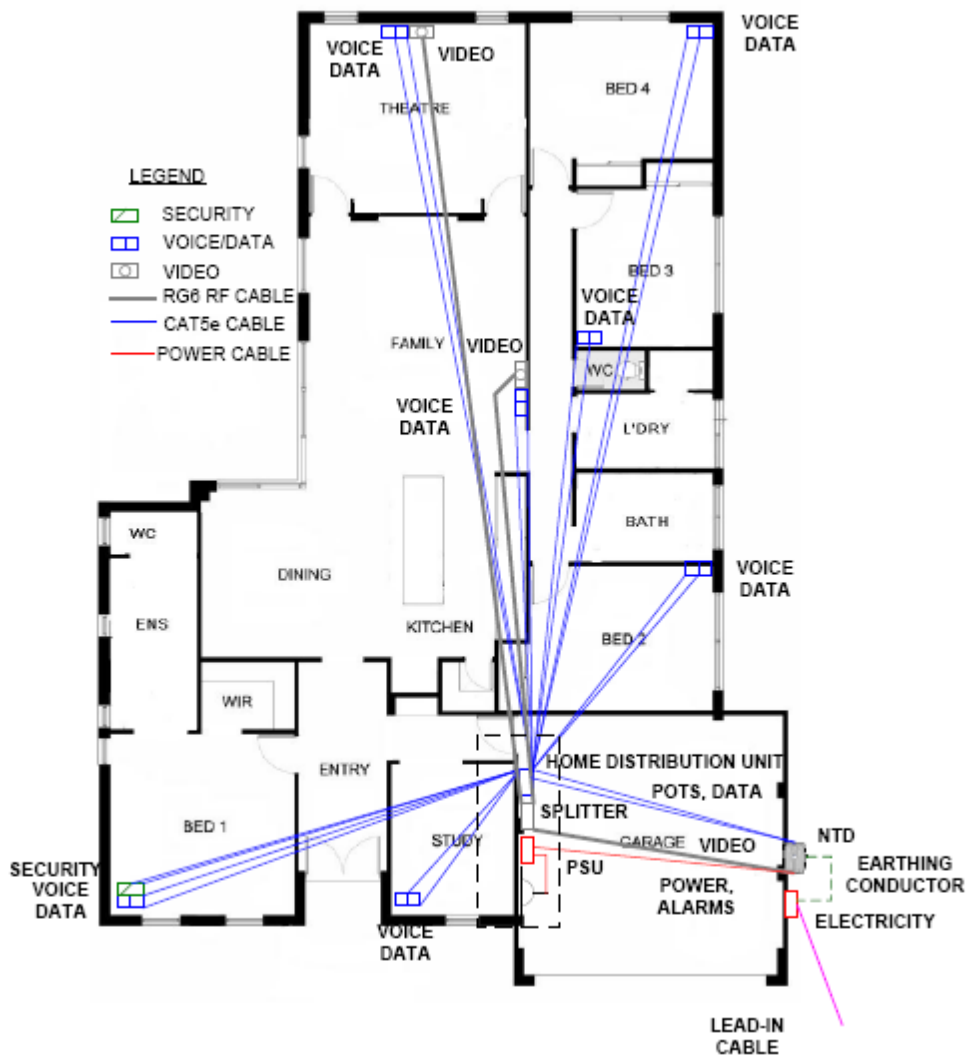 VOICE
DATA
VIDEO
THEATRE
VOICE
DATA
BED 4
LEGEND
SECURITY
VOICE/DATA
VIDEO
RG6 RF CABLE
CAT5e CABLE
POWER CABLE
BED 3
VOICE
DATA
FAMILY
VIDEO
WC
VOICE
DATA
L'DRY
WC
BATH
DINING
VOICE
DATA
ENS
KITCHEN
BED 2
WIR
ENTRY
HOME DISTRIBUTION UNIT
POTS, DATA
SPLITTER
BED 1
STUDY
GARAGE
VIDEO
NTD
SECURITY
VOICE
DATA
PSU
EARTHING
CONDUCTOR
POWER,
ALARMS
ELECTRICITY
VOICE
DATA
LEAD-IN
CABLE